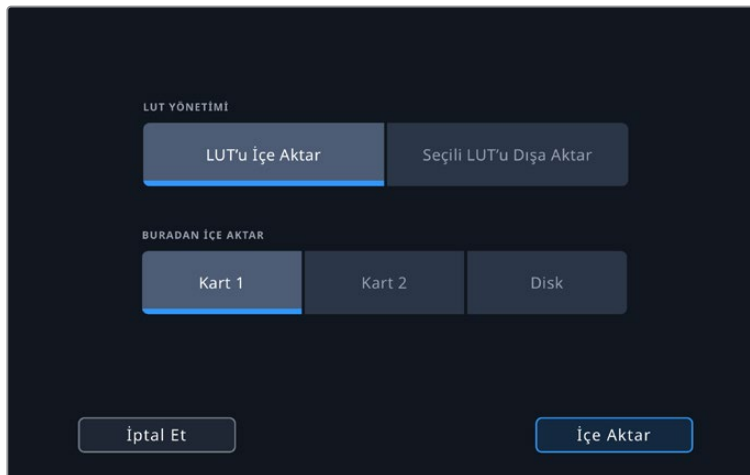 LUT YÖNETİMİ
LUT'u İçe Aktar Seçili LUT'u Dışa Aktar
BURADAN İÇE AKTAR
Kart 1 Kart 2 Disk
İptal Et İçe Aktar